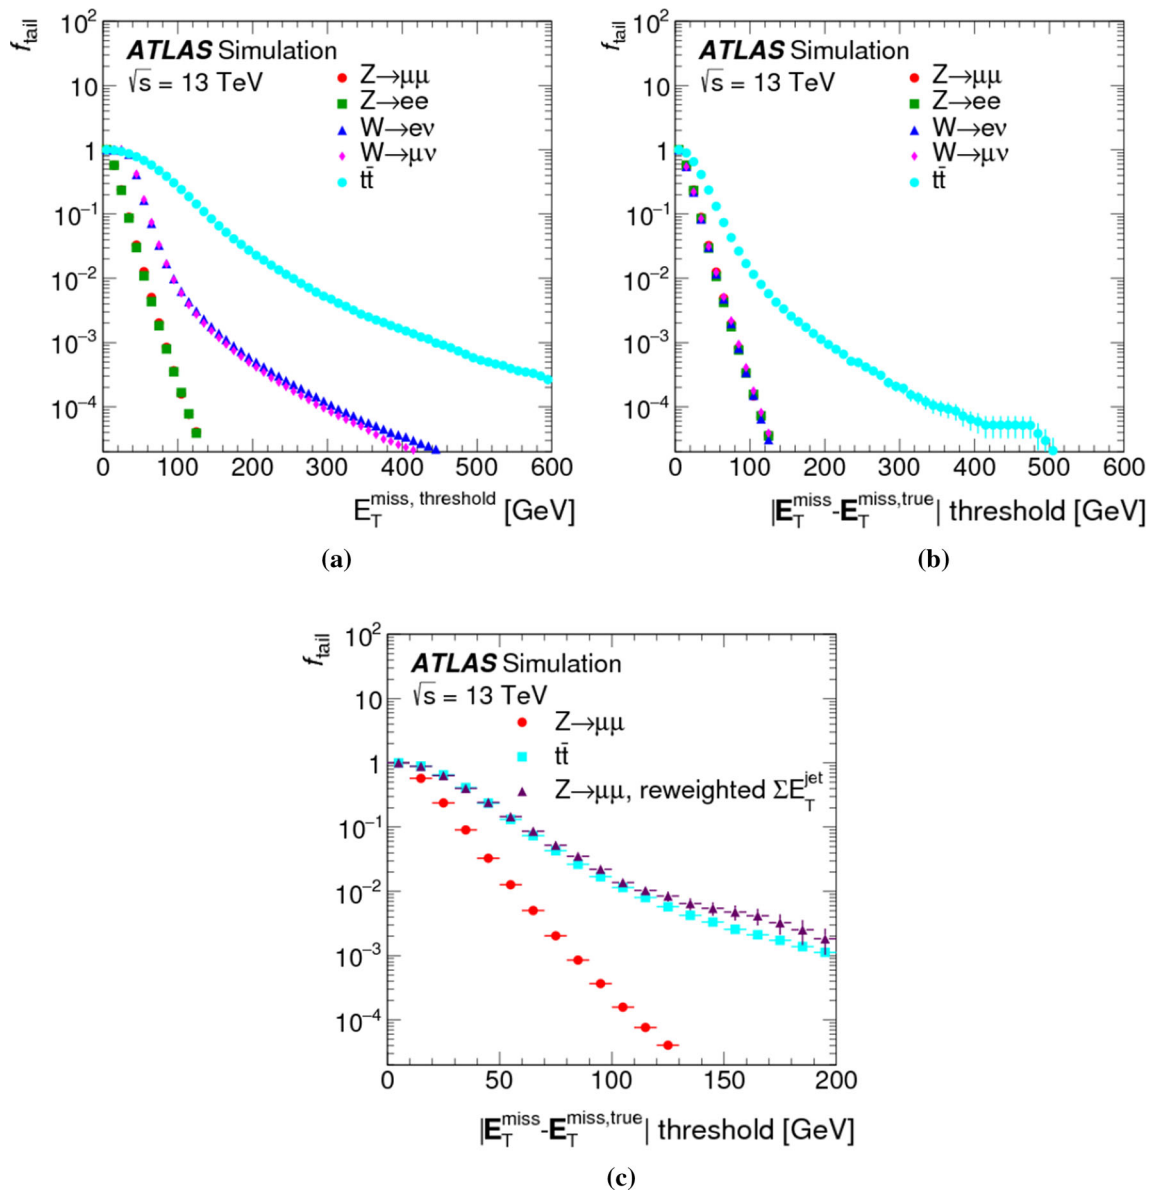 f_tail
10^2
10
1
10^−1
10^−2
10^−3
10^−4
ATLAS Simulation
√s = 13 TeV
Z→μμ
Z→ee
W→eν
W→μν
tt̄
0 100 200 300 400 500 600
E_T^miss, threshold [GeV]
(a)
f_tail
10^2
10
1
10^−1
10^−2
10^−3
10^−4
ATLAS Simulation
√s = 13 TeV
Z→μμ
Z→ee
W→eν
W→μν
tt̄
0 100 200 300 400 500 600
|E_T^miss-E_T^miss,true| threshold [GeV]
(b)
f_tail
10^2
10
1
10^−1
10^−2
10^−3
10^−4
ATLAS Simulation
√s = 13 TeV
Z→μμ
tt̄
Z→μμ, reweighted ΣE_T^jet
0 50 100 150 200
|E_T^miss-E_T^miss,true| threshold [GeV]
(c)